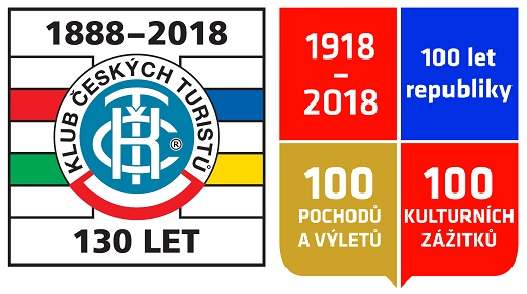 1888–2018
KLUB ČESKÝCH TURISTŮ
KČT
®
130 LET
1918
–
2018
100 let
republiky
100
POCHODŮ
A VÝLETŮ
100
KULTURNÍCH
ZÁŽITKŮ